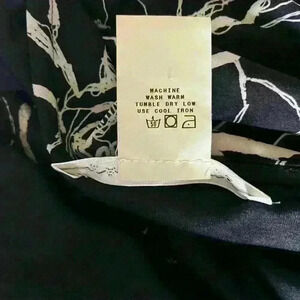 MACHINE
WASH WARM
TUMBLE DRY LOW
USE COOL IRON